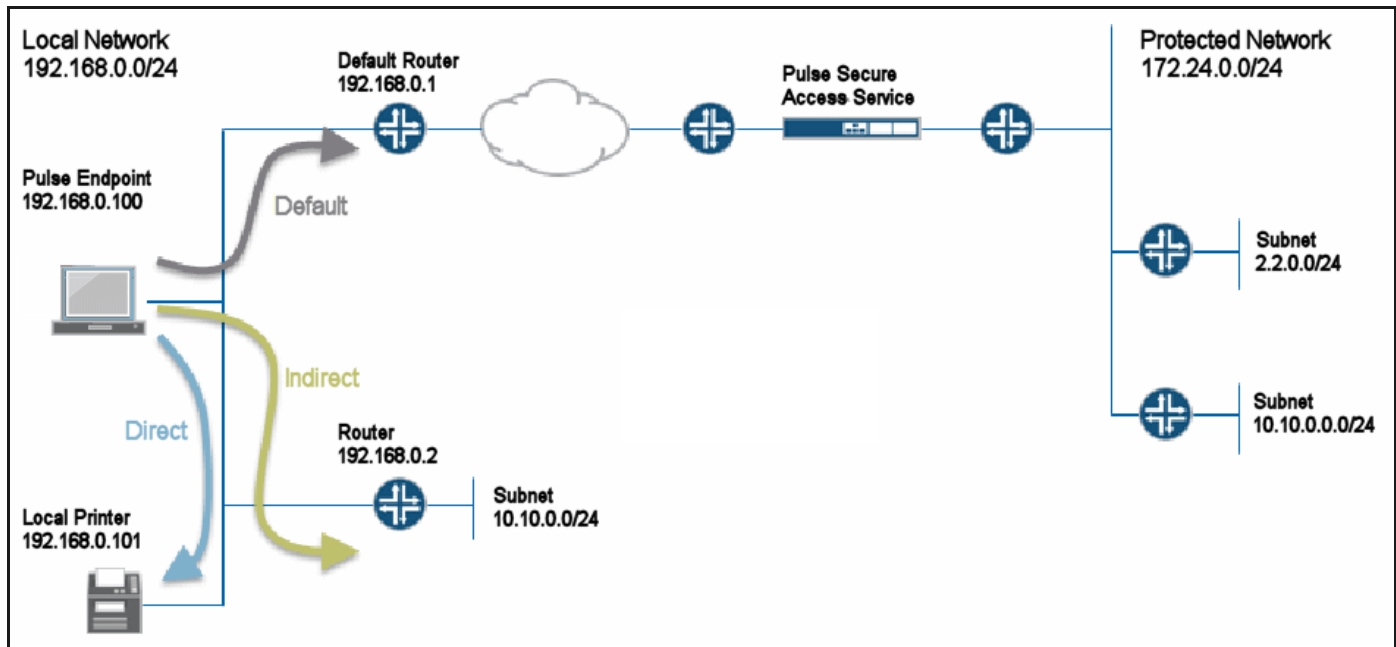 Local Network
192.168.0.0/24
Default Router
192.168.0.1
Pulse Secure
Access Service
Protected Network
172.24.0.0/24
Pulse Endpoint
192.168.0.100
Default
Subnet
2.2.0.0/24
Indirect
Direct
Router
192.168.0.2
Subnet
10.10.0.0.0/24
Subnet
10.10.0.0/24
Local Printer
192.168.0.101